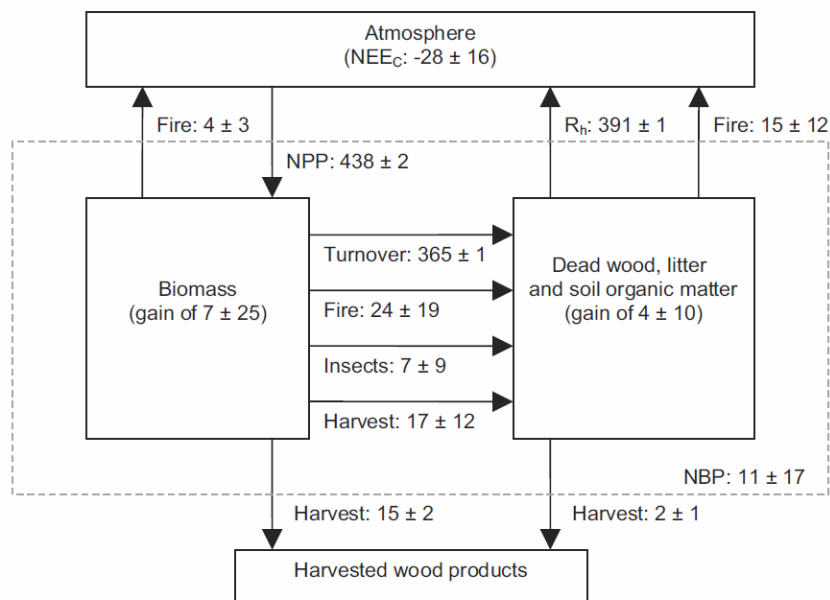 Atmosphere
(NEEC: -28 ± 16)
Fire: 4 ± 3
Rh: 391 ± 1
Fire: 15 ± 12
NPP: 438 ± 2
Turnover: 365 ± 1
Biomass
(gain of 7 ± 25)
Dead wood, litter
and soil organic matter
(gain of 4 ± 10)
Fire: 24 ± 19
Insects: 7 ± 9
Harvest: 17 ± 12
NBP: 11 ± 17
Harvest: 15 ± 2
Harvest: 2 ± 1
Harvested wood products